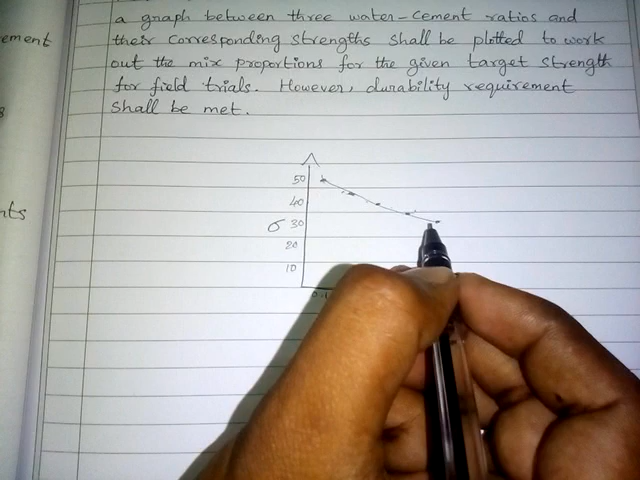 a graph between three water-cement ratios and
ement
their corresponding strengths shall be plotted to work
out the mix proportions for the given target strength
for field trials. However, durability requirement
shall be met.
50
40
nts
σ 30
20
10